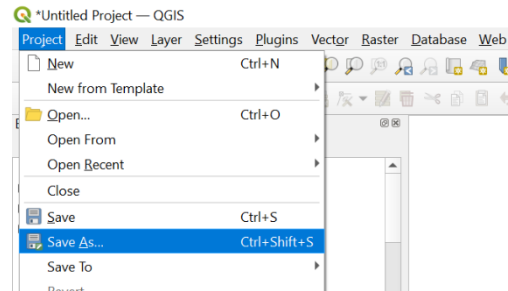 *Untitled Project — QGIS
Project Edit View Layer Settings Plugins Vector Raster Database Web
New Ctrl+N
New from Template
Open... Ctrl+O
Open From
Open Recent
Close
Save Ctrl+S
Save As... Ctrl+Shift+S
Save To